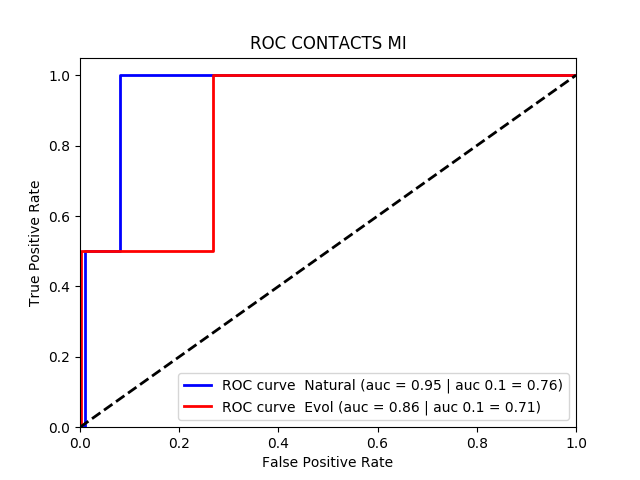 ROC CONTACTS MI
True Positive Rate
1.0
0.8
0.6
0.4
0.2
0.0
0.0 0.2 0.4 0.6 0.8 1.0
False Positive Rate
ROC curve  Natural (auc = 0.95 | auc 0.1 = 0.76)
ROC curve  Evol (auc = 0.86 | auc 0.1 = 0.71)